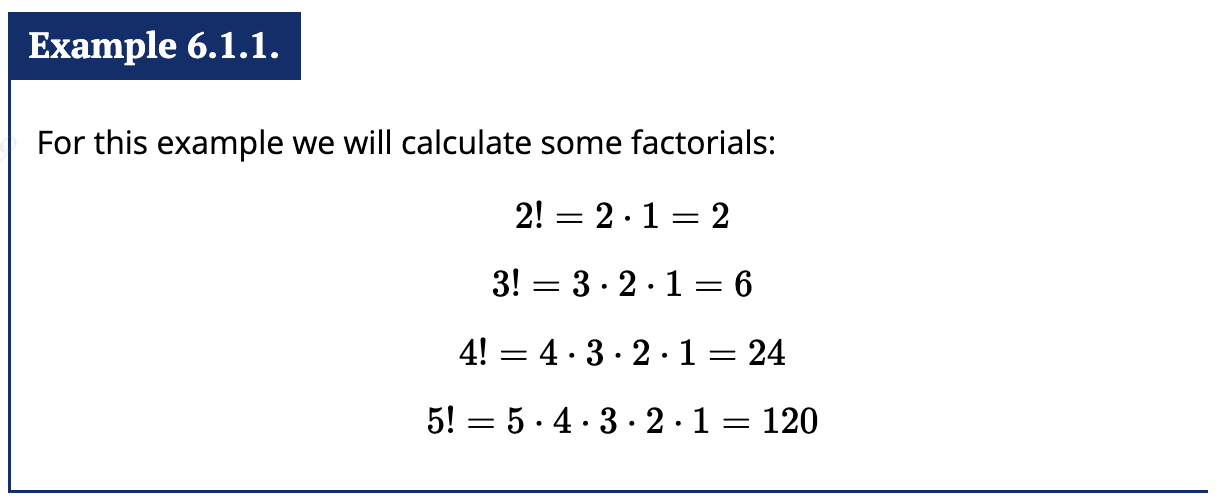 Example 6.1.1.
For this example we will calculate some factorials:
2! = 2 · 1 = 2
3! = 3 · 2 · 1 = 6
4! = 4 · 3 · 2 · 1 = 24
5! = 5 · 4 · 3 · 2 · 1 = 120